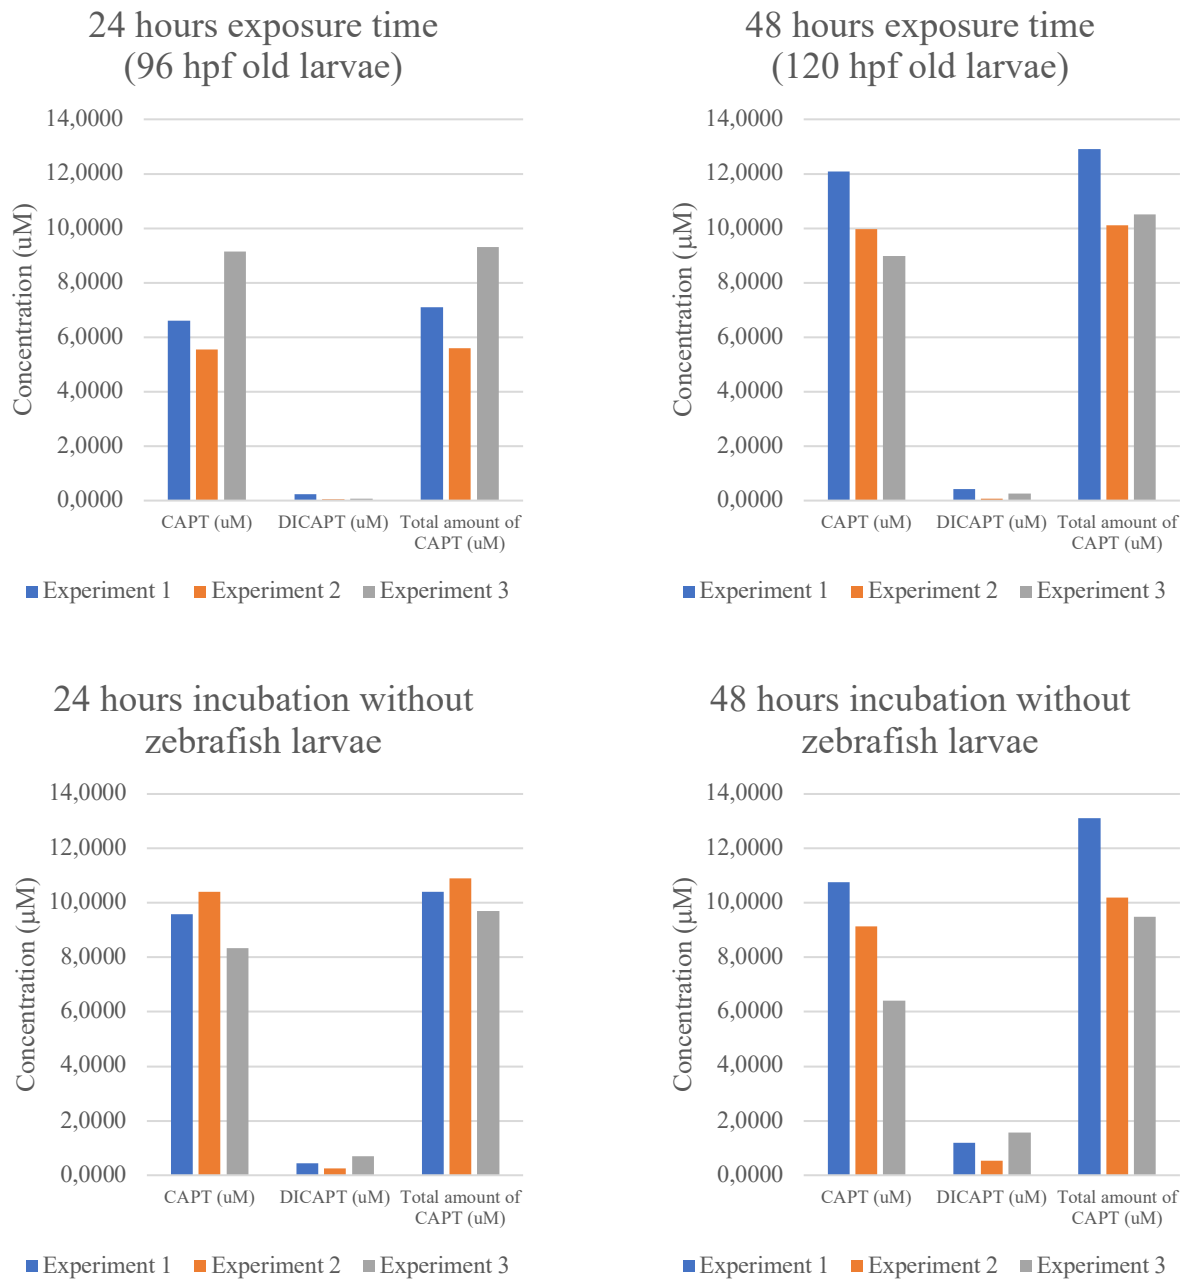 24 hours exposure time
(96 hpf old larvae)
14,0000
12,0000
10,0000
8,0000
6,0000
4,0000
2,0000
0,0000
Concentration (uM)
CAPT (uM)
DICAPT (uM)
Total amount of
CAPT (uM)
Experiment 1
Experiment 2
Experiment 3
48 hours exposure time
(120 hpf old larvae)
14,0000
12,0000
10,0000
8,0000
6,0000
4,0000
2,0000
0,0000
Concentration (µM)
CAPT (uM)
DICAPT (uM)
Total amount of
CAPT (uM)
Experiment 1
Experiment 2
Experiment 3
24 hours incubation without
zebrafish larvae
14,0000
12,0000
10,0000
8,0000
6,0000
4,0000
2,0000
0,0000
Concentration (µM)
CAPT (uM)
DICAPT (uM)
Total amount of
CAPT (uM)
Experiment 1
Experiment 2
Experiment 3
48 hours incubation without
zebrafish larvae
14,0000
12,0000
10,0000
8,0000
6,0000
4,0000
2,0000
0,0000
Concentration (µM)
CAPT (uM)
DICAPT (uM)
Total amount of
CAPT (uM)
Experiment 1
Experiment 2
Experiment 3